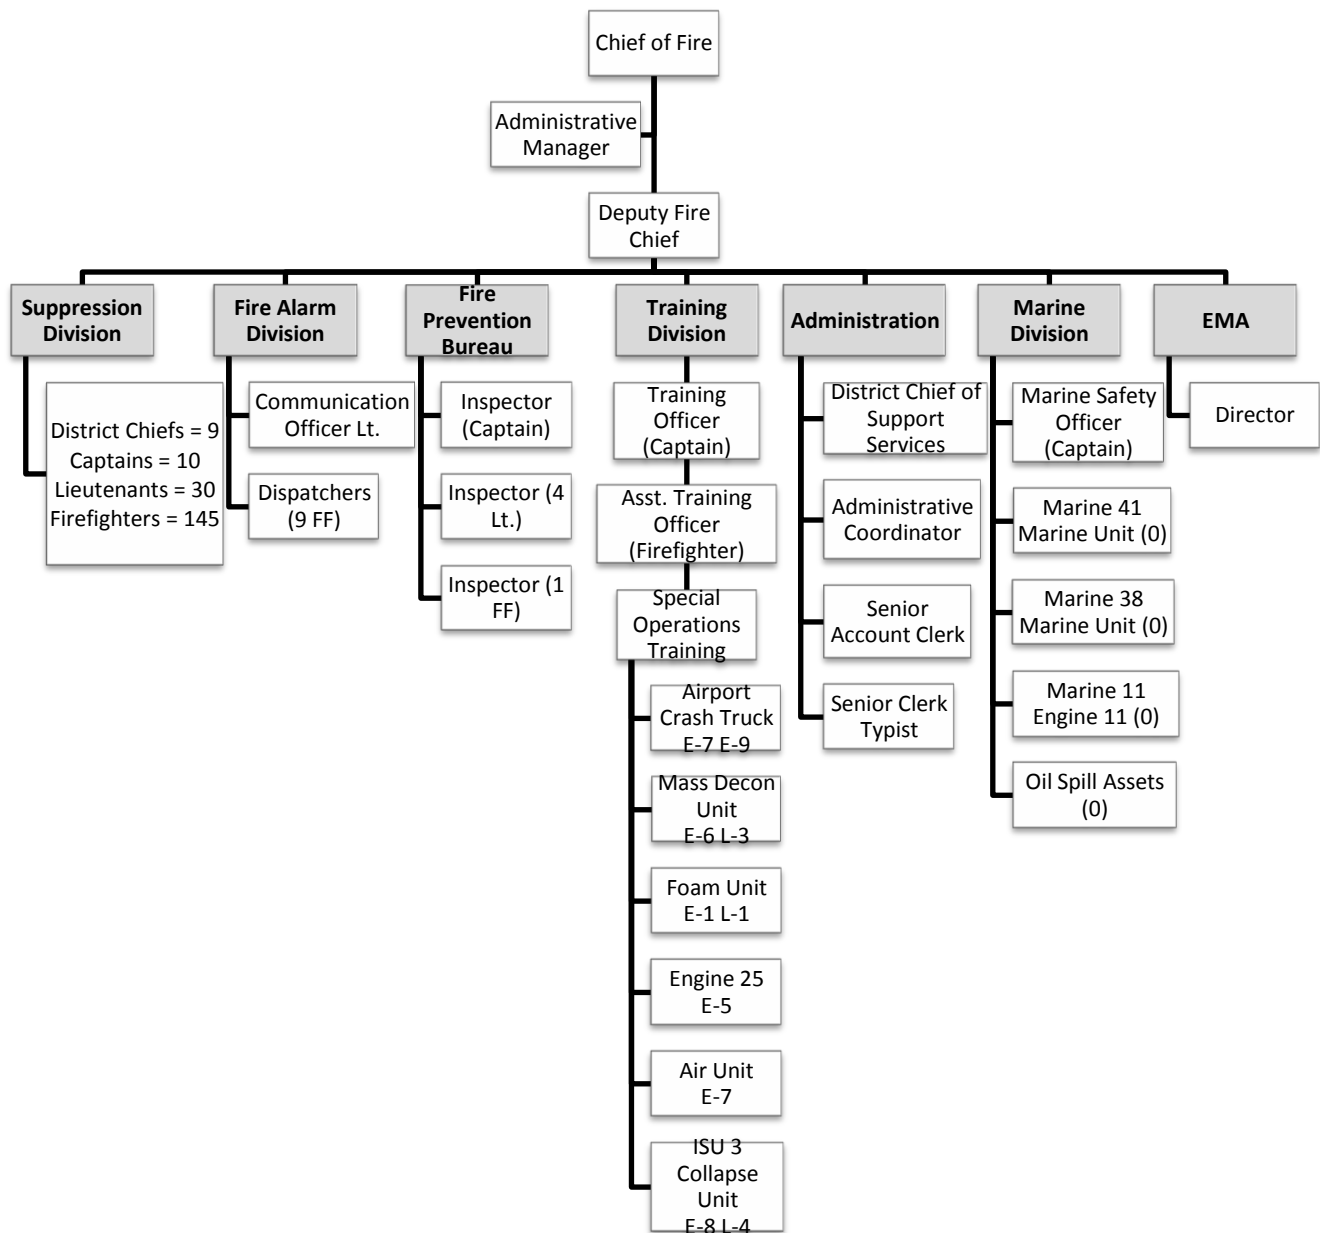 Chief of Fire
Administrative
Manager
Deputy Fire
Chief
Suppression
Division
District Chiefs = 9
Captains = 10
Lieutenants = 30
Firefighters = 145
Fire Alarm
Division
Communication
Officer Lt.
Dispatchers
(9 FF)
Fire
Prevention
Bureau
Inspector
(Captain)
Inspector (4
Lt.)
Inspector (1
FF)
Training
Division
Training
Officer
(Captain)
Asst. Training
Officer
(Firefighter)
Special
Operations
Training
Airport
Crash Truck
E-7 E-9
Mass Decon
Unit
E-6 L-3
Foam Unit
E-1 L-1
Engine 25
E-5
Air Unit
E-7
ISU 3
Collapse
Unit
E-8 L-4
Administration
District Chief of
Support
Services
Administrative
Coordinator
Senior
Account Clerk
Senior Clerk
Typist
Marine
Division
Marine Safety
Officer
(Captain)
Marine 41
Marine Unit (0)
Marine 38
Marine Unit (0)
Marine 11
Engine 11 (0)
Oil Spill Assets
(0)
EMA
Director